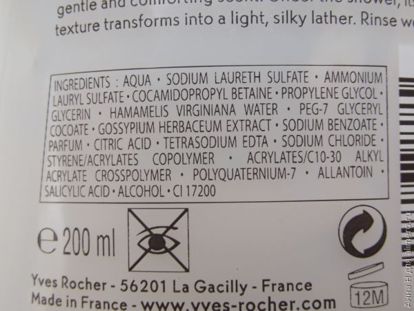 gentle and comforting scent. Under the shower, its
texture transforms into a light, silky lather. Rinse
INGREDIENTS : AQUA • SODIUM LAURETH SULFATE • AMMONIUM
LAURYL SULFATE • COCAMIDOPROPYL BETAINE • PROPYLENE GLYCOL •
GLYCERIN • HAMAMELIS VIRGINIANA WATER • PEG-7 GLYCERYL
COCOATE • GOSSYPIUM HERBACEUM EXTRACT • SODIUM BENZOATE •
PARFUM • CITRIC ACID • TETRASODIUM EDTA • SODIUM CHLORIDE •
STYRENE/ACRYLATES COPOLYMER • ACRYLATES/C10-30 ALKYL
ACRYLATE CROSSPOLYMER • POLYQUATERNIUM-7 • ALLANTOIN •
SALICYLIC ACID • ALCOHOL • CI 17200
e 200 ml
12M
Yves Rocher - 56201 La Gacilly - France
Made in France - www.yves-rocher.com